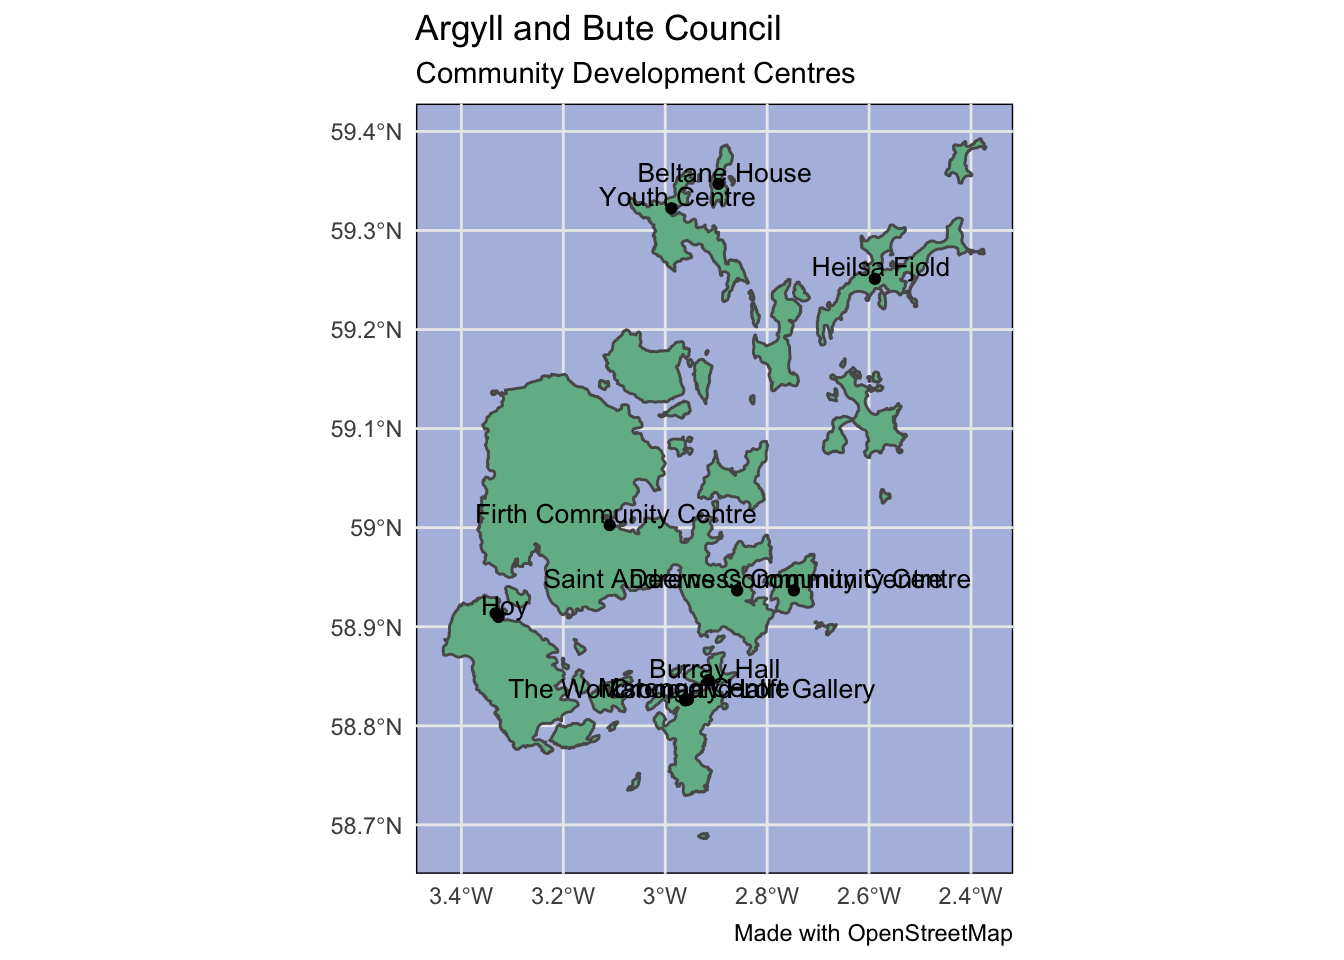 Argyll and Bute Council
Community Development Centres
59.4°N
59.3°N
59.2°N
59.1°N
59°N
58.9°N
58.8°N
58.7°N
Beltane House
Youth Centre
Heilsa Fjold
Firth Community Centre
Saint Andrews Community Centre
Deerness Community Centre
Hoy
Burray Hall
The Workshop and Loft Gallery
3.4°W 3.2°W 3°W 2.8°W 2.6°W 2.4°W
Made with OpenStreetMap